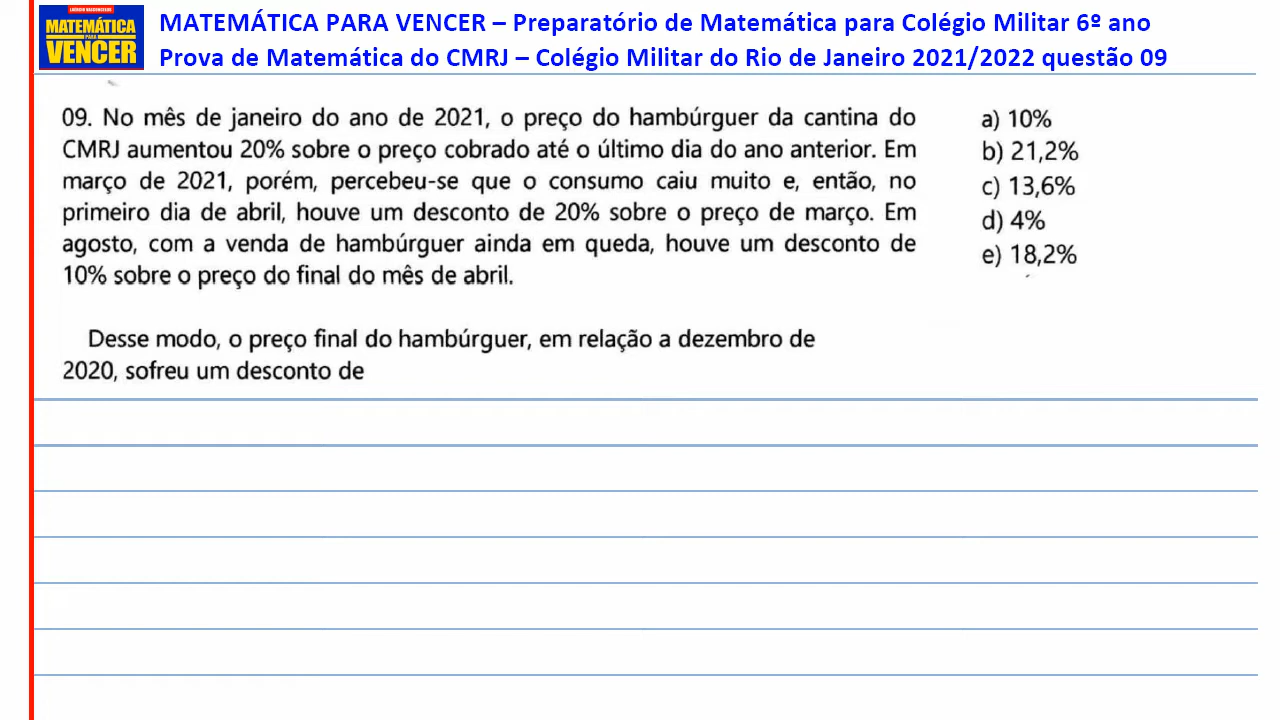 LAÉRCIO VASCONCELOS
MATEMÁTICA
PARA
VENCER
MATEMÁTICA PARA VENCER – Preparatório de Matemática para Colégio Militar 6º ano
Prova de Matemática do CMRJ – Colégio Militar do Rio de Janeiro 2021/2022 questão 09
09. No mês de janeiro do ano de 2021, o preço do hambúrguer da cantina do
CMRJ aumentou 20% sobre o preço cobrado até o último dia do ano anterior. Em
março de 2021, porém, percebeu-se que o consumo caiu muito e, então, no
primeiro dia de abril, houve um desconto de 20% sobre o preço de março. Em
agosto, com a venda de hambúrguer ainda em queda, houve um desconto de
10% sobre o preço do final do mês de abril.
Desse modo, o preço final do hambúrguer, em relação a dezembro de
2020, sofreu um desconto de
a) 10%
b) 21,2%
c) 13,6%
d) 4%
e) 18,2%